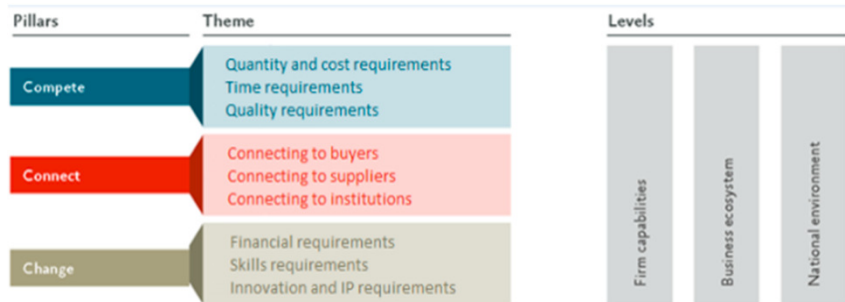 Pillars
Theme
Levels
Compete
Quantity and cost requirements
Time requirements
Quality requirements
Connect
Connecting to buyers
Connecting to suppliers
Connecting to institutions
Change
Financial requirements
Skills requirements
Innovation and IP requirements
Firm capabilities
Business ecosystem
National environment